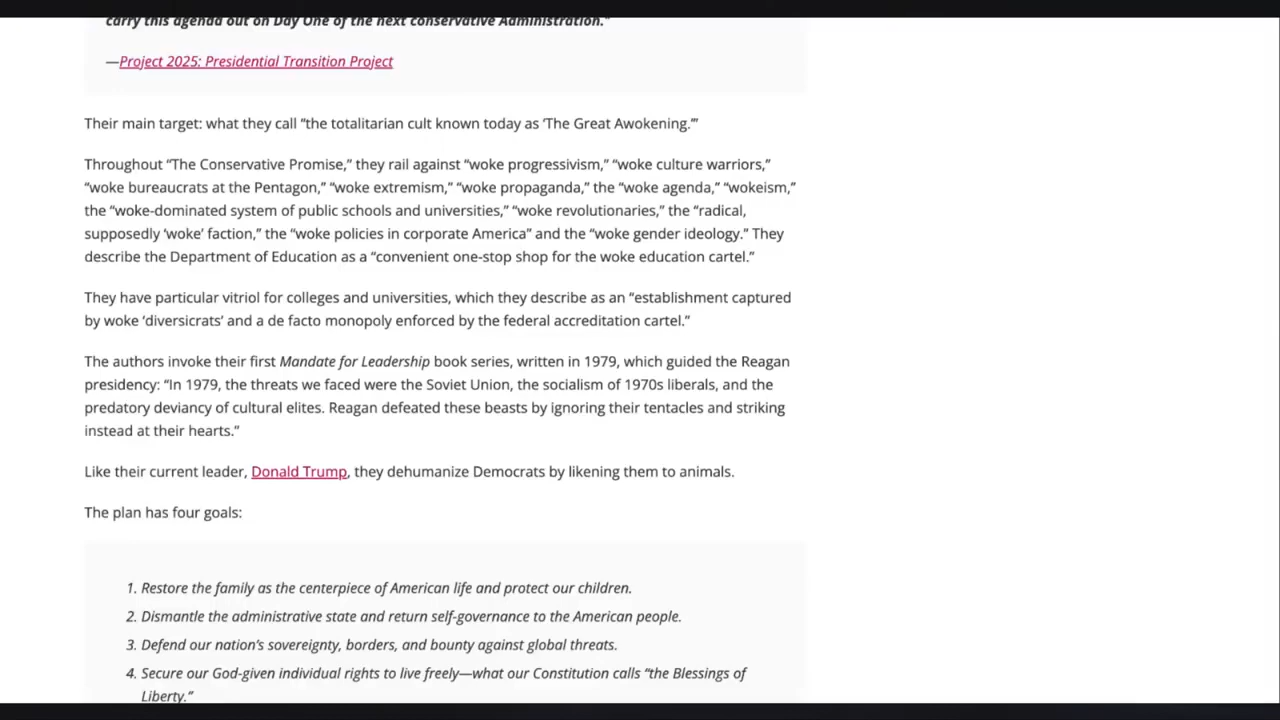 carry this agenda out on Day One of the next conservative Administration.”
—Project 2025: Presidential Transition Project
Their main target: what they call “the totalitarian cult known today as ‘The Great Awokening.’”
Throughout “The Conservative Promise,” they rail against “woke progressivism,” “woke culture warriors,”
“woke bureaucrats at the Pentagon,” “woke extremism,” “woke propaganda,” the “woke agenda,” “wokeism,”
the “woke-dominated system of public schools and universities,” “woke revolutionaries,” the “radical,
supposedly ‘woke’ faction,” the “woke policies in corporate America” and the “woke gender ideology.” They
describe the Department of Education as a “convenient one-stop shop for the woke education cartel.”
They have particular vitriol for colleges and universities, which they describe as an “establishment captured
by woke ‘diversicrats’ and a de facto monopoly enforced by the federal accreditation cartel.”
The authors invoke their first Mandate for Leadership book series, written in 1979, which guided the Reagan
presidency: “In 1979, the threats we faced were the Soviet Union, the socialism of 1970s liberals, and the
predatory deviancy of cultural elites. Reagan defeated these beasts by ignoring their tentacles and striking
instead at their hearts.”
Like their current leader, Donald Trump, they dehumanize Democrats by likening them to animals.
The plan has four goals:
1. Restore the family as the centerpiece of American life and protect our children.
2. Dismantle the administrative state and return self-governance to the American people.
3. Defend our nation’s sovereignty, borders, and bounty against global threats.
4. Secure our God-given individual rights to live freely—what our Constitution calls “the Blessings of
Liberty.”